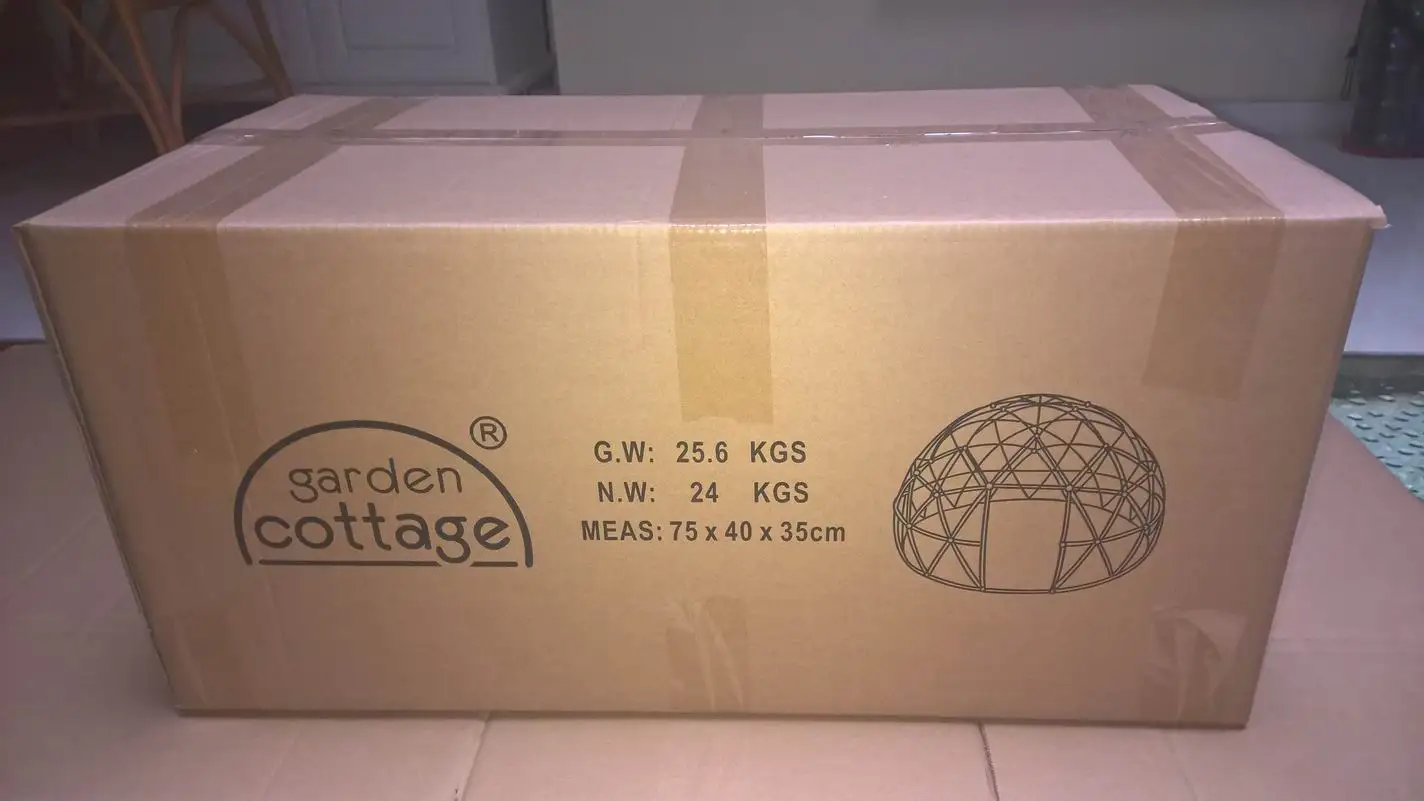 garden
cottage
®
G.W: 25.6 KGS
N.W: 24 KGS
MEAS: 75 x 40 x 35cm